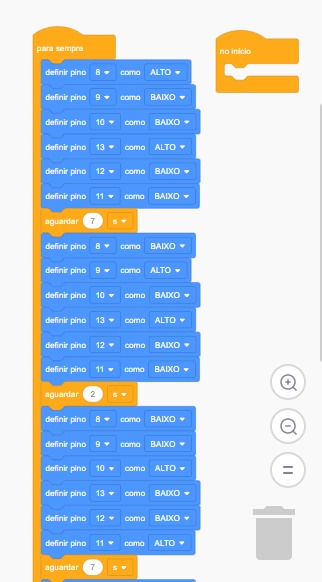 para sempre
no início
definir pino 8 como ALTO
definir pino 9 como BAIXO
definir pino 10 como BAIXO
definir pino 13 como ALTO
definir pino 12 como BAIXO
definir pino 11 como BAIXO
aguardar 7 s
definir pino 8 como BAIXO
definir pino 9 como ALTO
definir pino 10 como BAIXO
definir pino 13 como ALTO
definir pino 12 como BAIXO
definir pino 11 como BAIXO
aguardar 2 s
definir pino 8 como BAIXO
definir pino 9 como BAIXO
definir pino 10 como ALTO
definir pino 13 como BAIXO
definir pino 12 como BAIXO
definir pino 11 como ALTO
aguardar 7 s